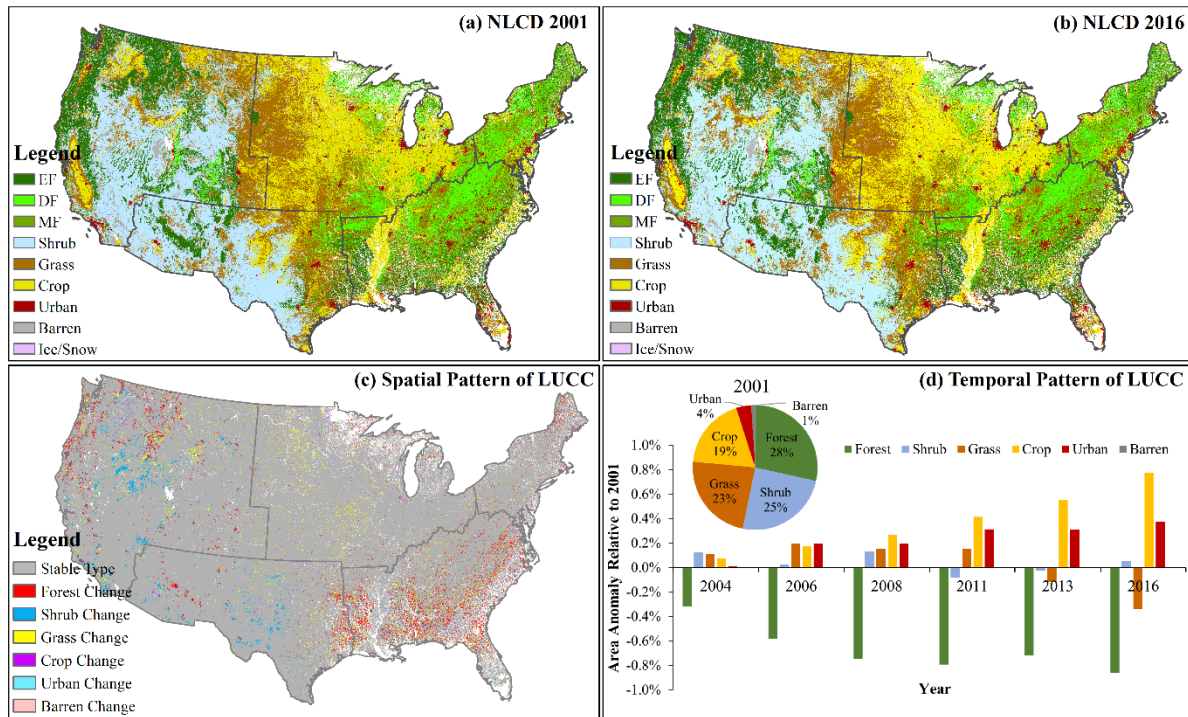 (a) NLCD 2001
Legend
EF
DF
MF
Shrub
Grass
Crop
Urban
Barren
Ice/Snow
(b) NLCD 2016
Legend
EF
DF
MF
Shrub
Grass
Crop
Urban
Barren
Ice/Snow
(c) Spatial Pattern of LUCC
Legend
Stable Type
Forest Change
Shrub Change
Grass Change
Crop Change
Urban Change
Barren Change
(d) Temporal Pattern of LUCC
2001
Urban
4%
Barren
1%
Crop
19%
Forest
28%
Grass
23%
Shrub
25%
Forest Shrub Grass Crop Urban Barren
Area Anomaly Relative to 2001
1.0%
0.8%
0.6%
0.4%
0.2%
0.0%
-0.2%
-0.4%
-0.6%
-0.8%
-1.0%
2004 2006 2008 2011 2013 2016
Year